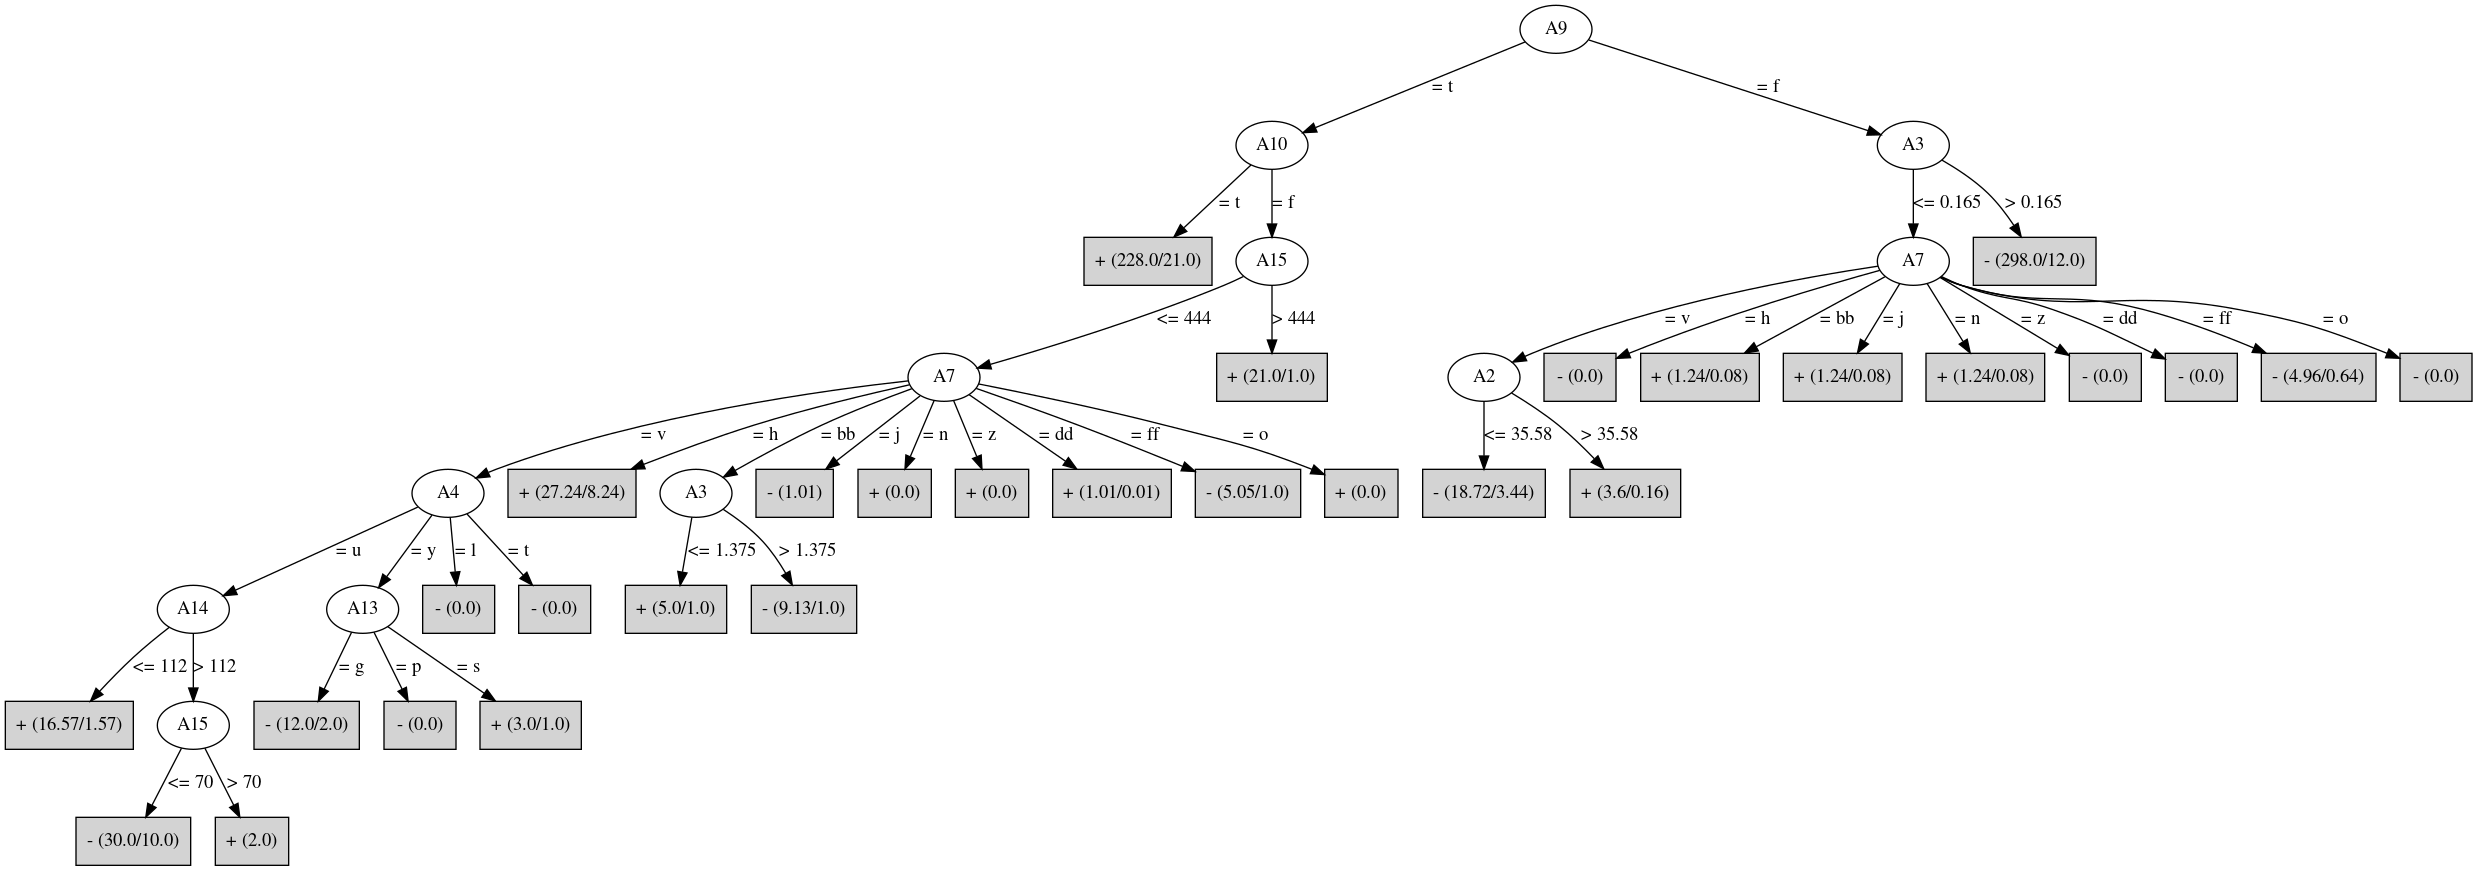 A9
= t
= f
A10
A3
= t
= f
<= 0.165
> 0.165
+ (228.0/21.0)
A15
A7
- (298.0/12.0)
<= 444
> 444
= v
= h
= bb
= j
= n
= z
= dd
= ff
= o
A7
+ (21.0/1.0)
A2
- (0.0)
+ (1.24/0.08)
+ (1.24/0.08)
+ (1.24/0.08)
- (0.0)
- (0.0)
- (4.96/0.64)
- (0.0)
= v
= h
= bb
= j
= n
= z
= dd
= ff
= o
<= 35.58
> 35.58
A4
+ (27.24/8.24)
A3
- (1.01)
+ (0.0)
+ (0.0)
+ (1.01/0.01)
- (5.05/1.0)
+ (0.0)
- (18.72/3.44)
+ (3.6/0.16)
= u
= y
= l
= t
<= 1.375
> 1.375
A14
A13
- (0.0)
- (0.0)
+ (5.0/1.0)
- (9.13/1.0)
<= 112
> 112
= g
= p
= s
+ (16.57/1.57)
A15
- (12.0/2.0)
- (0.0)
+ (3.0/1.0)
<= 70
> 70
- (30.0/10.0)
+ (2.0)